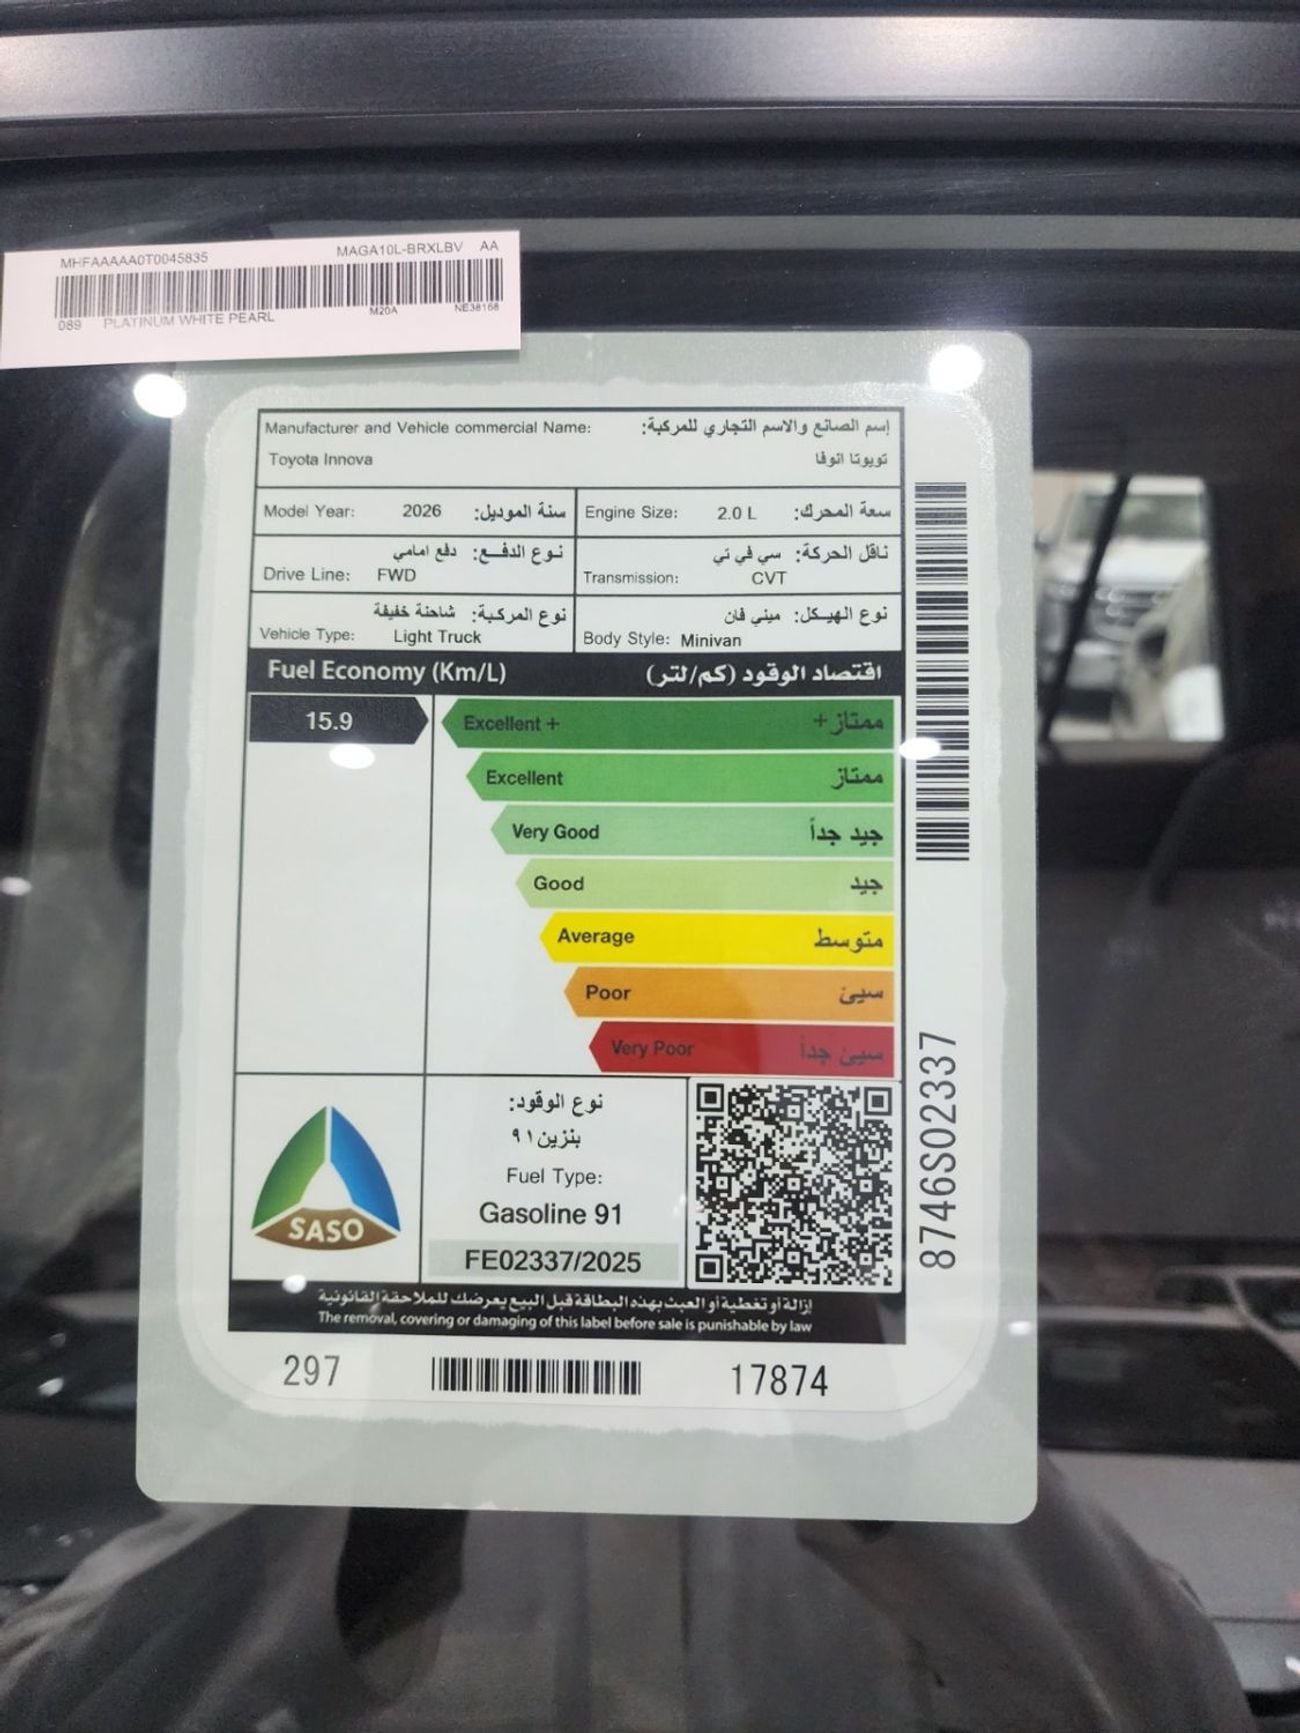 MHFAAAAA0T0045835 MAGA10L-BRXLBV AA
089 PLATINUM WHITE PEARL M20A NE38168
Manufacturer and Vehicle commercial Name: إسم الصانع والاسم التجاري للمركبة:
Toyota Innova تويوتا انوفا
Model Year: 2026 سنة الموديل: Engine Size: 2.0 L سعة المحرك:
نوع الدفع: دفع امامي ناقل الحركة: سي في تي
Drive Line: FWD Transmission: CVT
نوع المركبة: شاحنة خفيفة نوع الهيكل: ميني فان
Vehicle Type: Light Truck Body Style: Minivan
Fuel Economy (Km/L) اقتصاد الوقود (كم/لتر)
15.9 Excellent + ممتاز+
Excellent ممتاز
Very Good جيد جداً
Good جيد
Average متوسط
Poor سيئ
Very Poor سيئ جداً
نوع الوقود:
بنزين ٩١
Fuel Type:
Gasoline 91
SASO
FE02337/2025
إزالة أو تغطية أو العبث بهذه البطاقة قبل البيع يعرضك للملاحقة القانونية
The removal, covering or damaging of this label before sale is punishable by law
297 17874
8746S02337